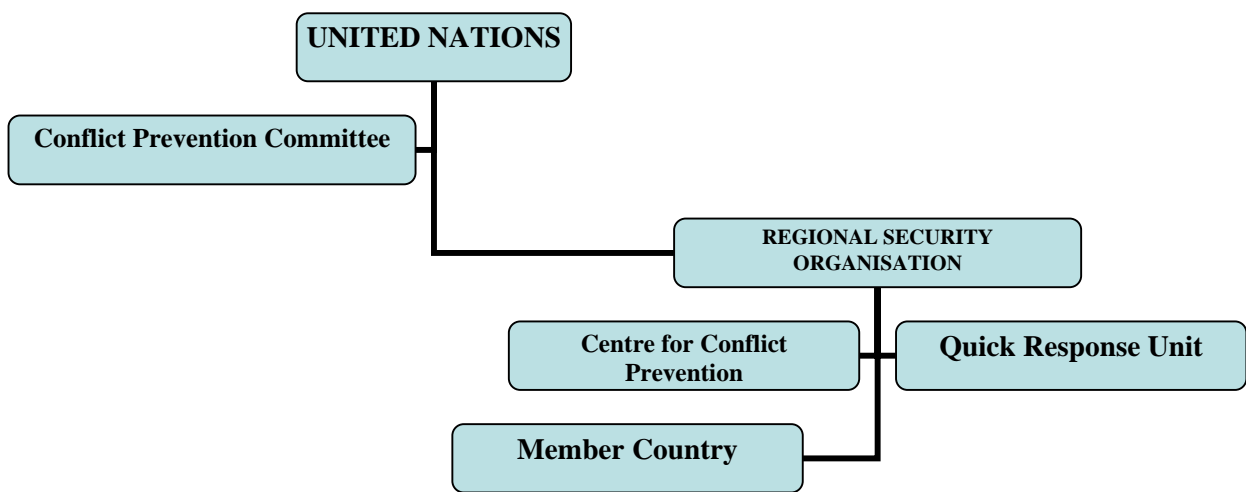 UNITED NATIONS
Conflict Prevention Committee
REGIONAL SECURITY
ORGANISATION
Centre for Conflict
Prevention
Quick Response Unit
Member Country